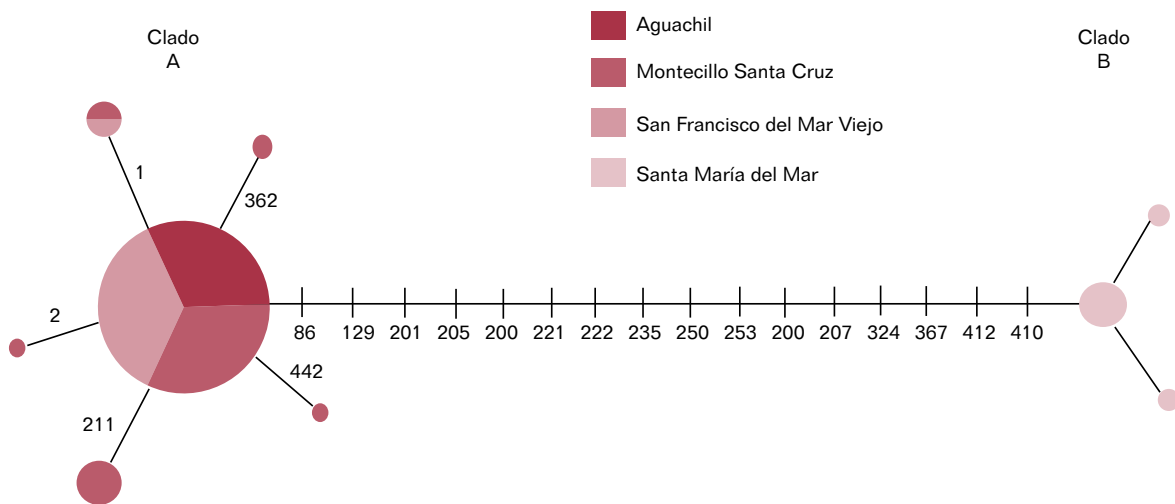 Clado
A
Aguachil
Montecillo Santa Cruz
San Francisco del Mar Viejo
Santa María del Mar
Clado
B
1
362
2
442
211
86 129 201 205 200 221 222 235 250 253 200 207 324 367 412 410